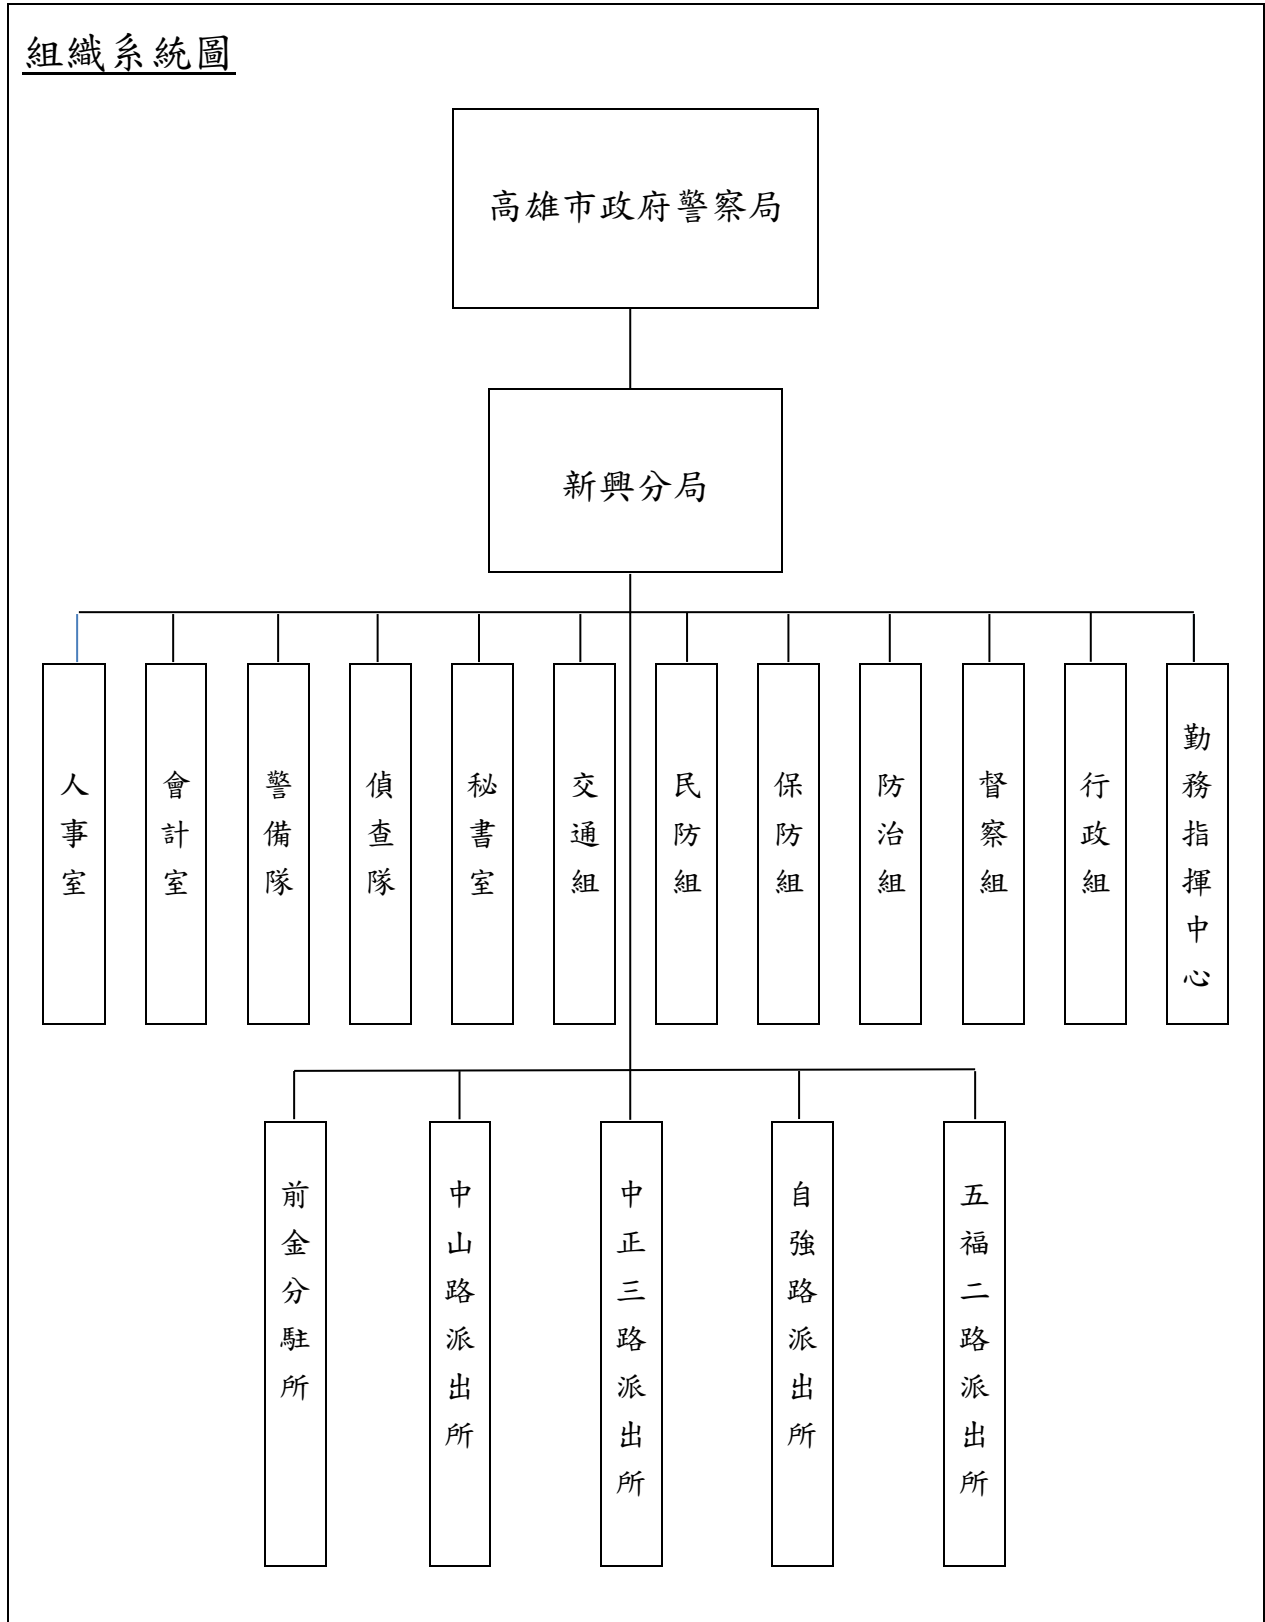 組織系統圖
高雄市政府警察局
新興分局
人事室
會計室
警備隊
偵查隊
秘書室
交通組
民防組
保防組
防治組
督察組
行政組
勤務指揮中心
前金分駐所
中山路派出所
中正三路派出所
自強路派出所
五福二路派出所